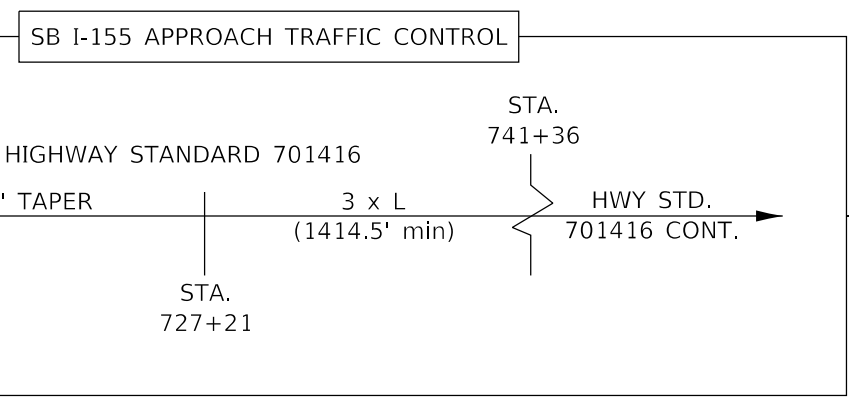 SB I-155 APPROACH TRAFFIC CONTROL
STA.
741+36
HIGHWAY STANDARD 701416
' TAPER
3 x L
(1414.5' min)
HWY STD.
701416 CONT.
STA.
727+21